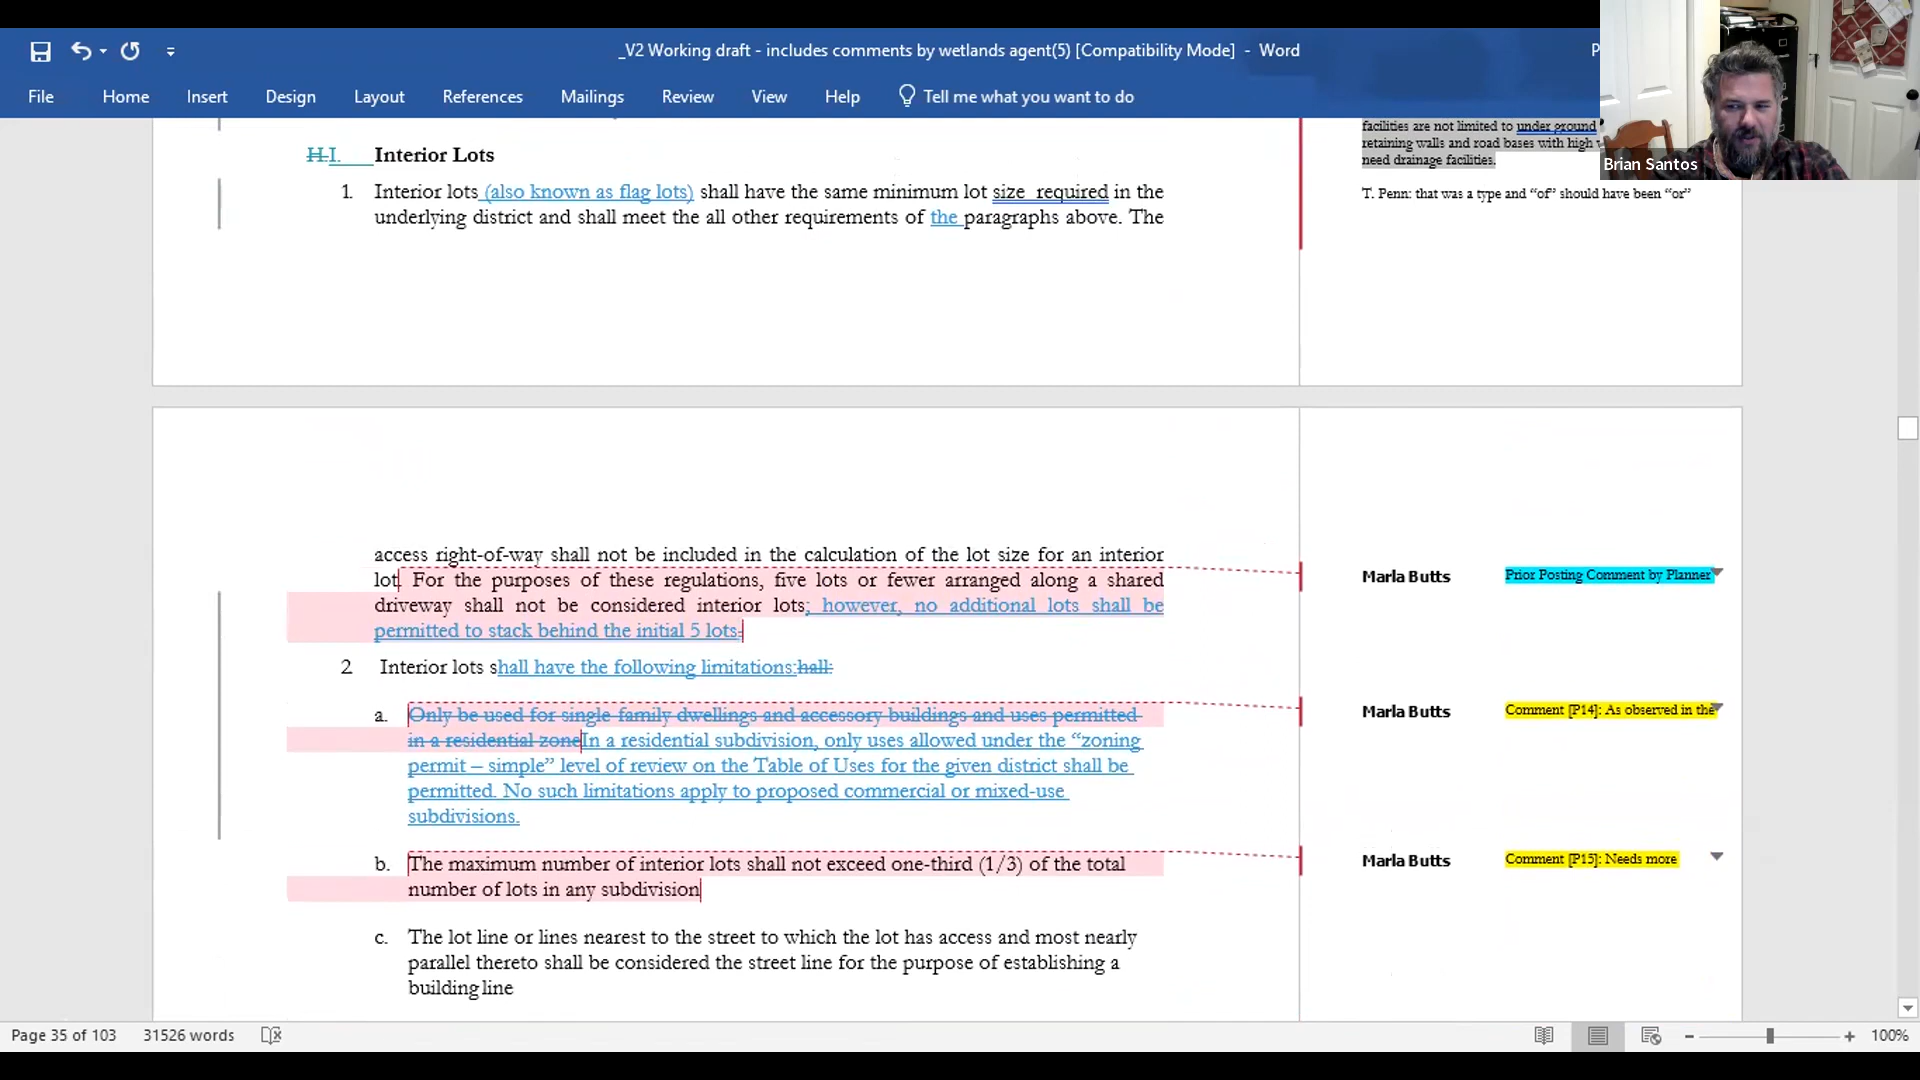 _V2 Working draft - includes comments by wetlands agent(5) [Compatibility Mode] - Word
P
File Home Insert Design Layout References Mailings Review View Help Tell me what you want to do
Brian Santos
facilities are not limited to under ground
retaining walls and road bases with high
need drainage facilities.
T. Penn: that was a type and “of” should have been “or”
H.I. Interior Lots
1. Interior lots (also known as flag lots) shall have the same minimum lot size required in the
underlying district and shall meet the all other requirements of the paragraphs above. The
access right-of-way shall not be included in the calculation of the lot size for an interior
lot. For the purposes of these regulations, five lots or fewer arranged along a shared
driveway shall not be considered interior lots; however, no additional lots shall be
permitted to stack behind the initial 5 lots.
Marla Butts Prior Posting Comment by Planner
2 Interior lots shall have the following limitations:hall:
a. Only be used for single family dwellings and accessory buildings and uses permitted
in a residential zoneIn a residential subdivision, only uses allowed under the “zoning
permit – simple” level of review on the Table of Uses for the given district shall be
permitted. No such limitations apply to proposed commercial or mixed-use
subdivisions.
Marla Butts Comment [P14]: As observed in the
b. The maximum number of interior lots shall not exceed one-third (1/3) of the total
number of lots in any subdivision
Marla Butts Comment [P15]: Needs more
c. The lot line or lines nearest to the street to which the lot has access and most nearly
parallel thereto shall be considered the street line for the purpose of establishing a
building line
Page 35 of 103 31526 words 100%